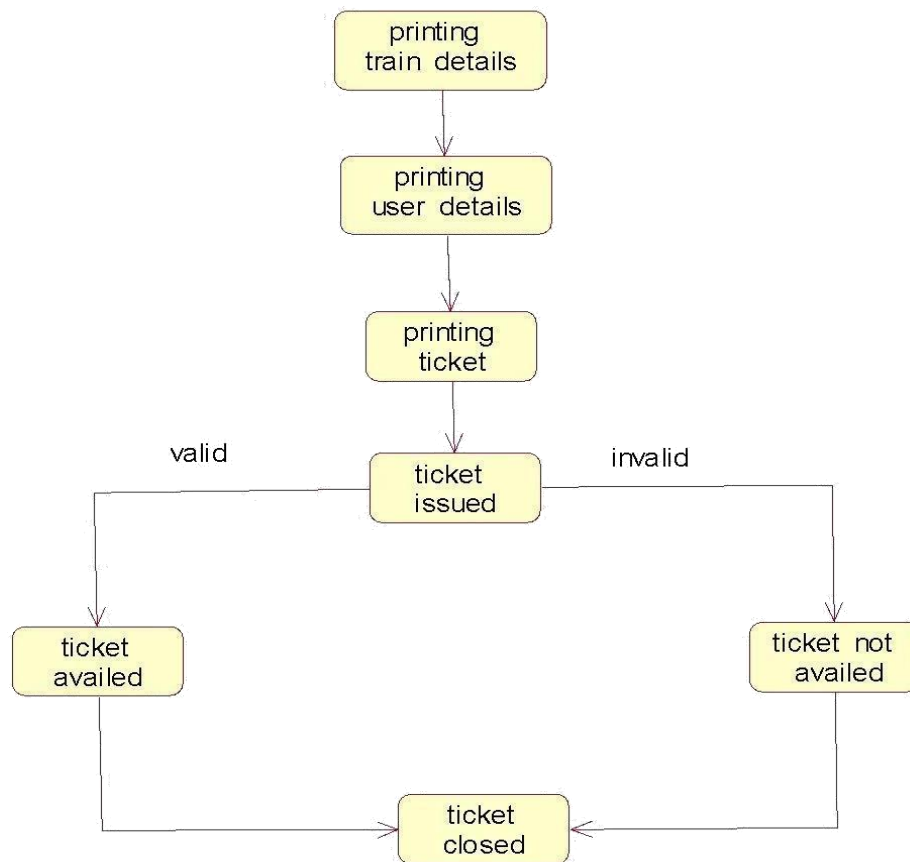 printing
train details
printing
user details
printing
ticket
valid
invalid
ticket
issued
ticket
availed
ticket not
availed
ticket
closed